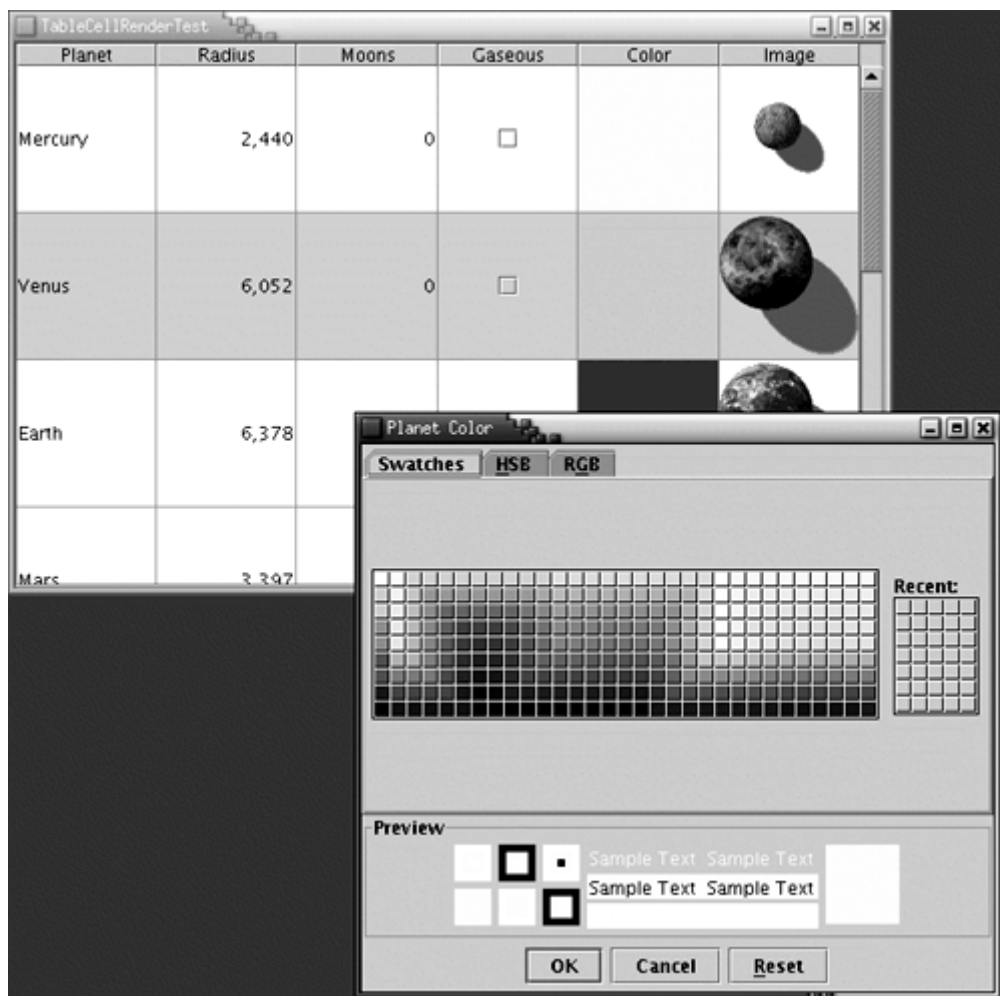 TableCellRenderTest
Planet Radius Moons Gaseous Color Image
Mercury 2,440 0
Venus 6,052 0
Earth 6,378
Planet Color
Swatches HSB RGB
Mars 3,397
Recent:
Preview
Sample Text Sample Text
Sample Text Sample Text
OK Cancel Reset